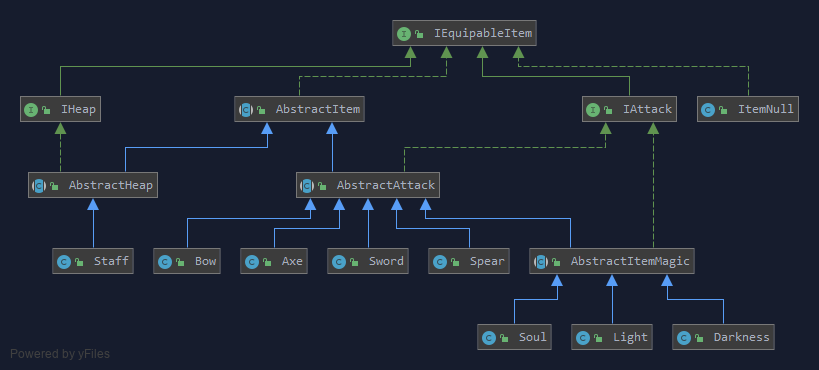 IEquipableItem
IHeap
AbstractItem
IAttack
ItemNull
AbstractHeap
AbstractAttack
Staff
Bow
Axe
Sword
Spear
AbstractItemMagic
Soul
Light
Darkness
Powered by yFiles